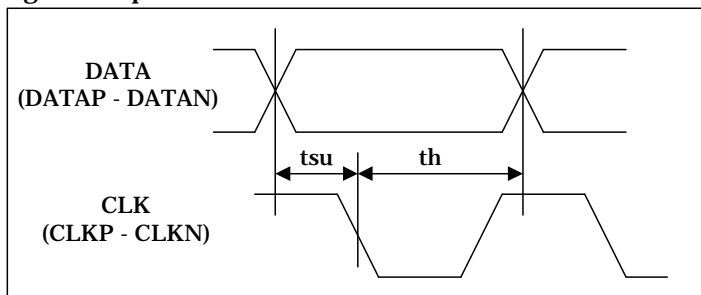 DATA
(DATAP - DATAN)
tsu
th
CLK
(CLKP - CLKN)